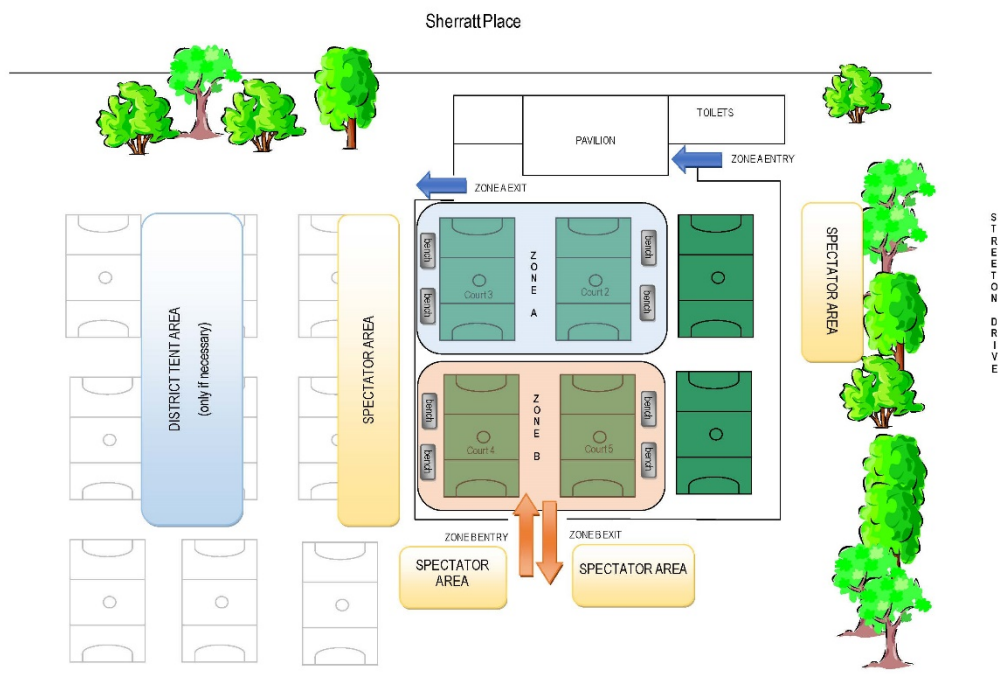 Sherratt Place
TOILETS
PAVILION
ZONE A ENTRY
ZONE A EXIT
DISTRICT TENT AREA
(only if necessary)
SPECTATOR AREA
bench
bench
Court 3
ZONE A
Court 2
bench
bench
SPECTATOR AREA
STREETON DRIVE
bench
bench
Court 4
ZONE B
Court 5
bench
bench
ZONE B ENTRY
ZONE B EXIT
SPECTATOR
AREA
SPECTATOR AREA